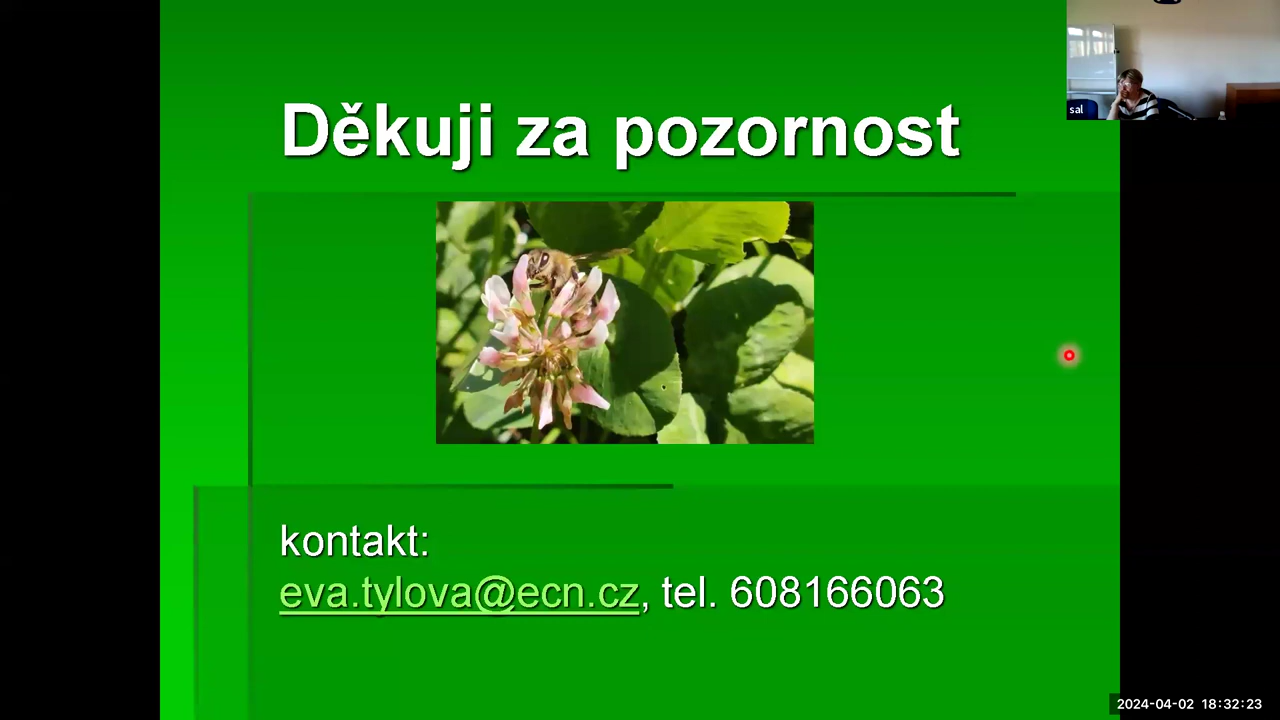 sal
Děkuji za pozornost
kontakt:
eva.tylova@ecn.cz, tel. 608166063
2024-04-02 18:32:23